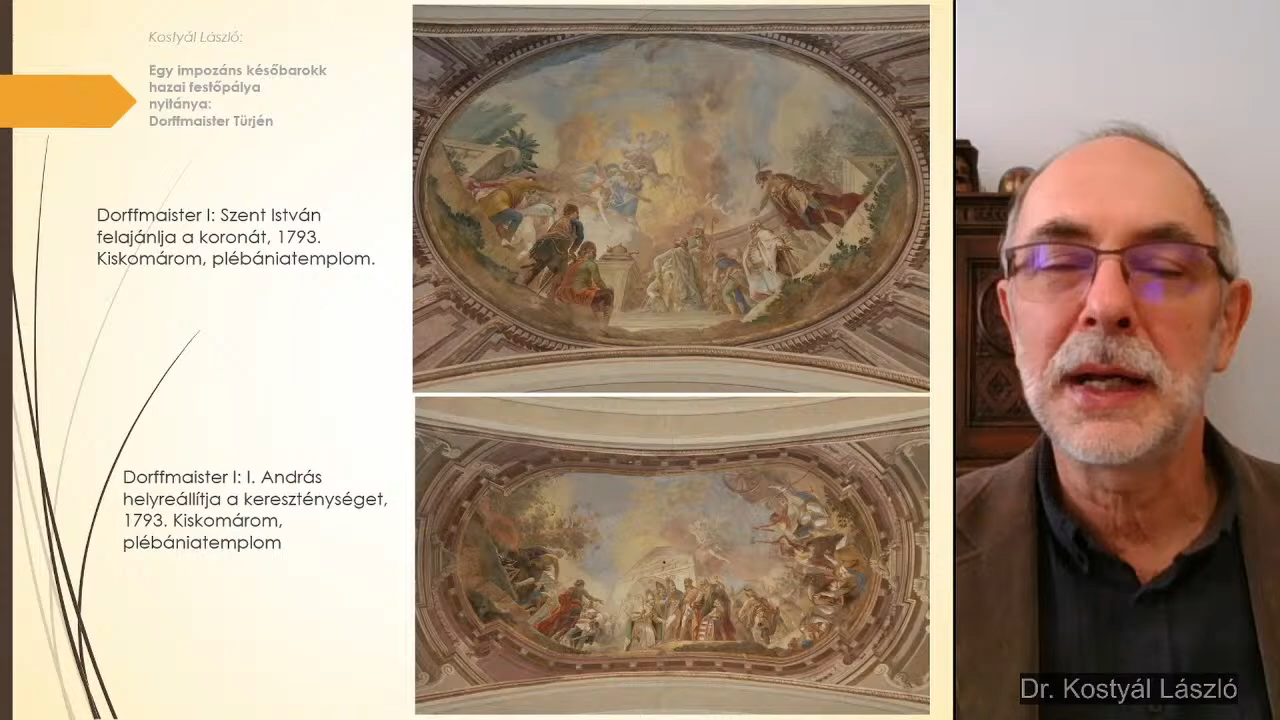 Kostyál László:
Egy impozáns későbarokk
hazai festőpálya
nyitánya:
Dorffmaister Türjén
Dorffmaister I: Szent István
felajánlja a koronát, 1793.
Kiskomárom, plébániatemplom.
Dorffmaister I: I. András
helyreállítja a kereszténységet,
1793. Kiskomárom,
plébániatemplom
Dr. Kostyál László